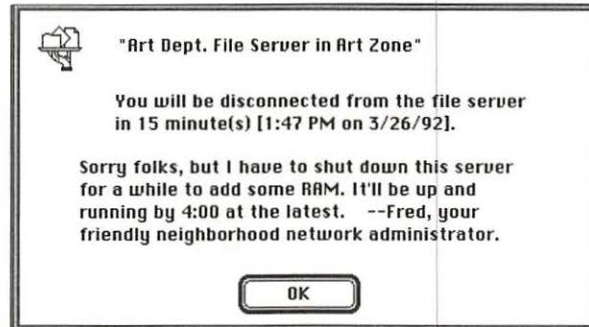 "Art Dept. File Server in Art Zone"
You will be disconnected from the file server
in 15 minute(s) [1:47 PM on 3/26/92].
Sorry folks, but I have to shut down this server
for a while to add some RAM. It'll be up and
running by 4:00 at the latest.   --Fred, your
friendly neighborhood network administrator.
OK